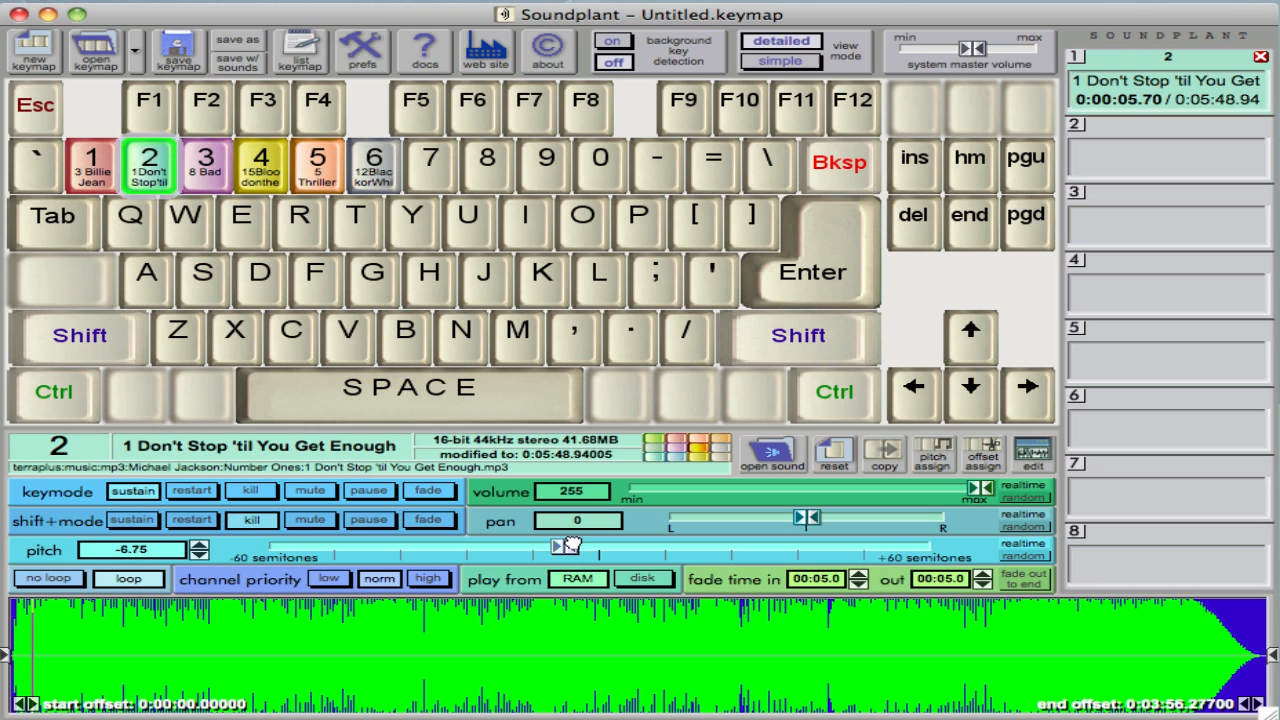 Soundplant – Untitled.keymap
new keymap
open keymap
save keymap
save as
save w/ sounds
list keymap
prefs
docs
web site
about
on
off
background key detection
detailed
simple
view mode
min
max
system master volume
SOUNDPLANT
1
2
1 Don't Stop 'til You Get
0:00:05.70 / 0:05:48.94
2
3
4
5
6
7
8
Esc F1 F2 F3 F4 F5 F6 F7 F8 F9 F10 F11 F12
` 1 2 3 4 5 6 7 8 9 0 - = \ Bksp ins hm pgu
3 Billie Jean
1Don't Stop'til
8 Bad
15Bloo donthe
5 Thriller
12Blac korWhi
Tab Q W E R T Y U I O P [ ] del end pgd
A S D F G H J K L ; ' Enter
Shift Z X C V B N M , . / Shift
Ctrl SPACE Ctrl
2
1 Don't Stop 'til You Get Enough
16-bit 44kHz stereo 41.68MB
modified to: 0:05:48.94005
terraplus:music:mp3:Michael Jackson:Number Ones:1 Don't Stop 'til You Get Enough.mp3
open sound
reset
copy
pitch assign
offset assign
edit
keymode sustain restart kill mute pause fade
volume 255 min max realtime random
shift+mode sustain restart kill mute pause fade
pan 0 L R realtime random
pitch -6.75 -60 semitones +60 semitones realtime random
no loop loop channel priority low norm high play from RAM disk fade time in 00:05.0 out 00:05.0 fade out to end
start offset: 0:00:00.00000
end offset: 0:03:56.27700